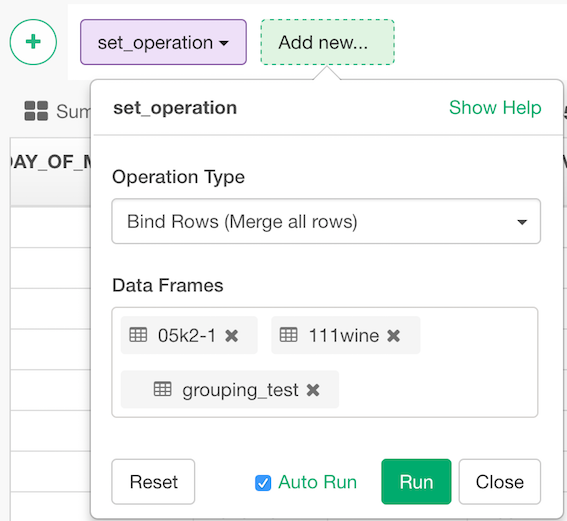 +
set_operation
Add new...
Sum
set_operation
Show Help
DAY_OF_M
Operation Type
Bind Rows (Merge all rows)
Data Frames
05k2-1
111wine
grouping_test
Reset
Auto Run
Run
Close